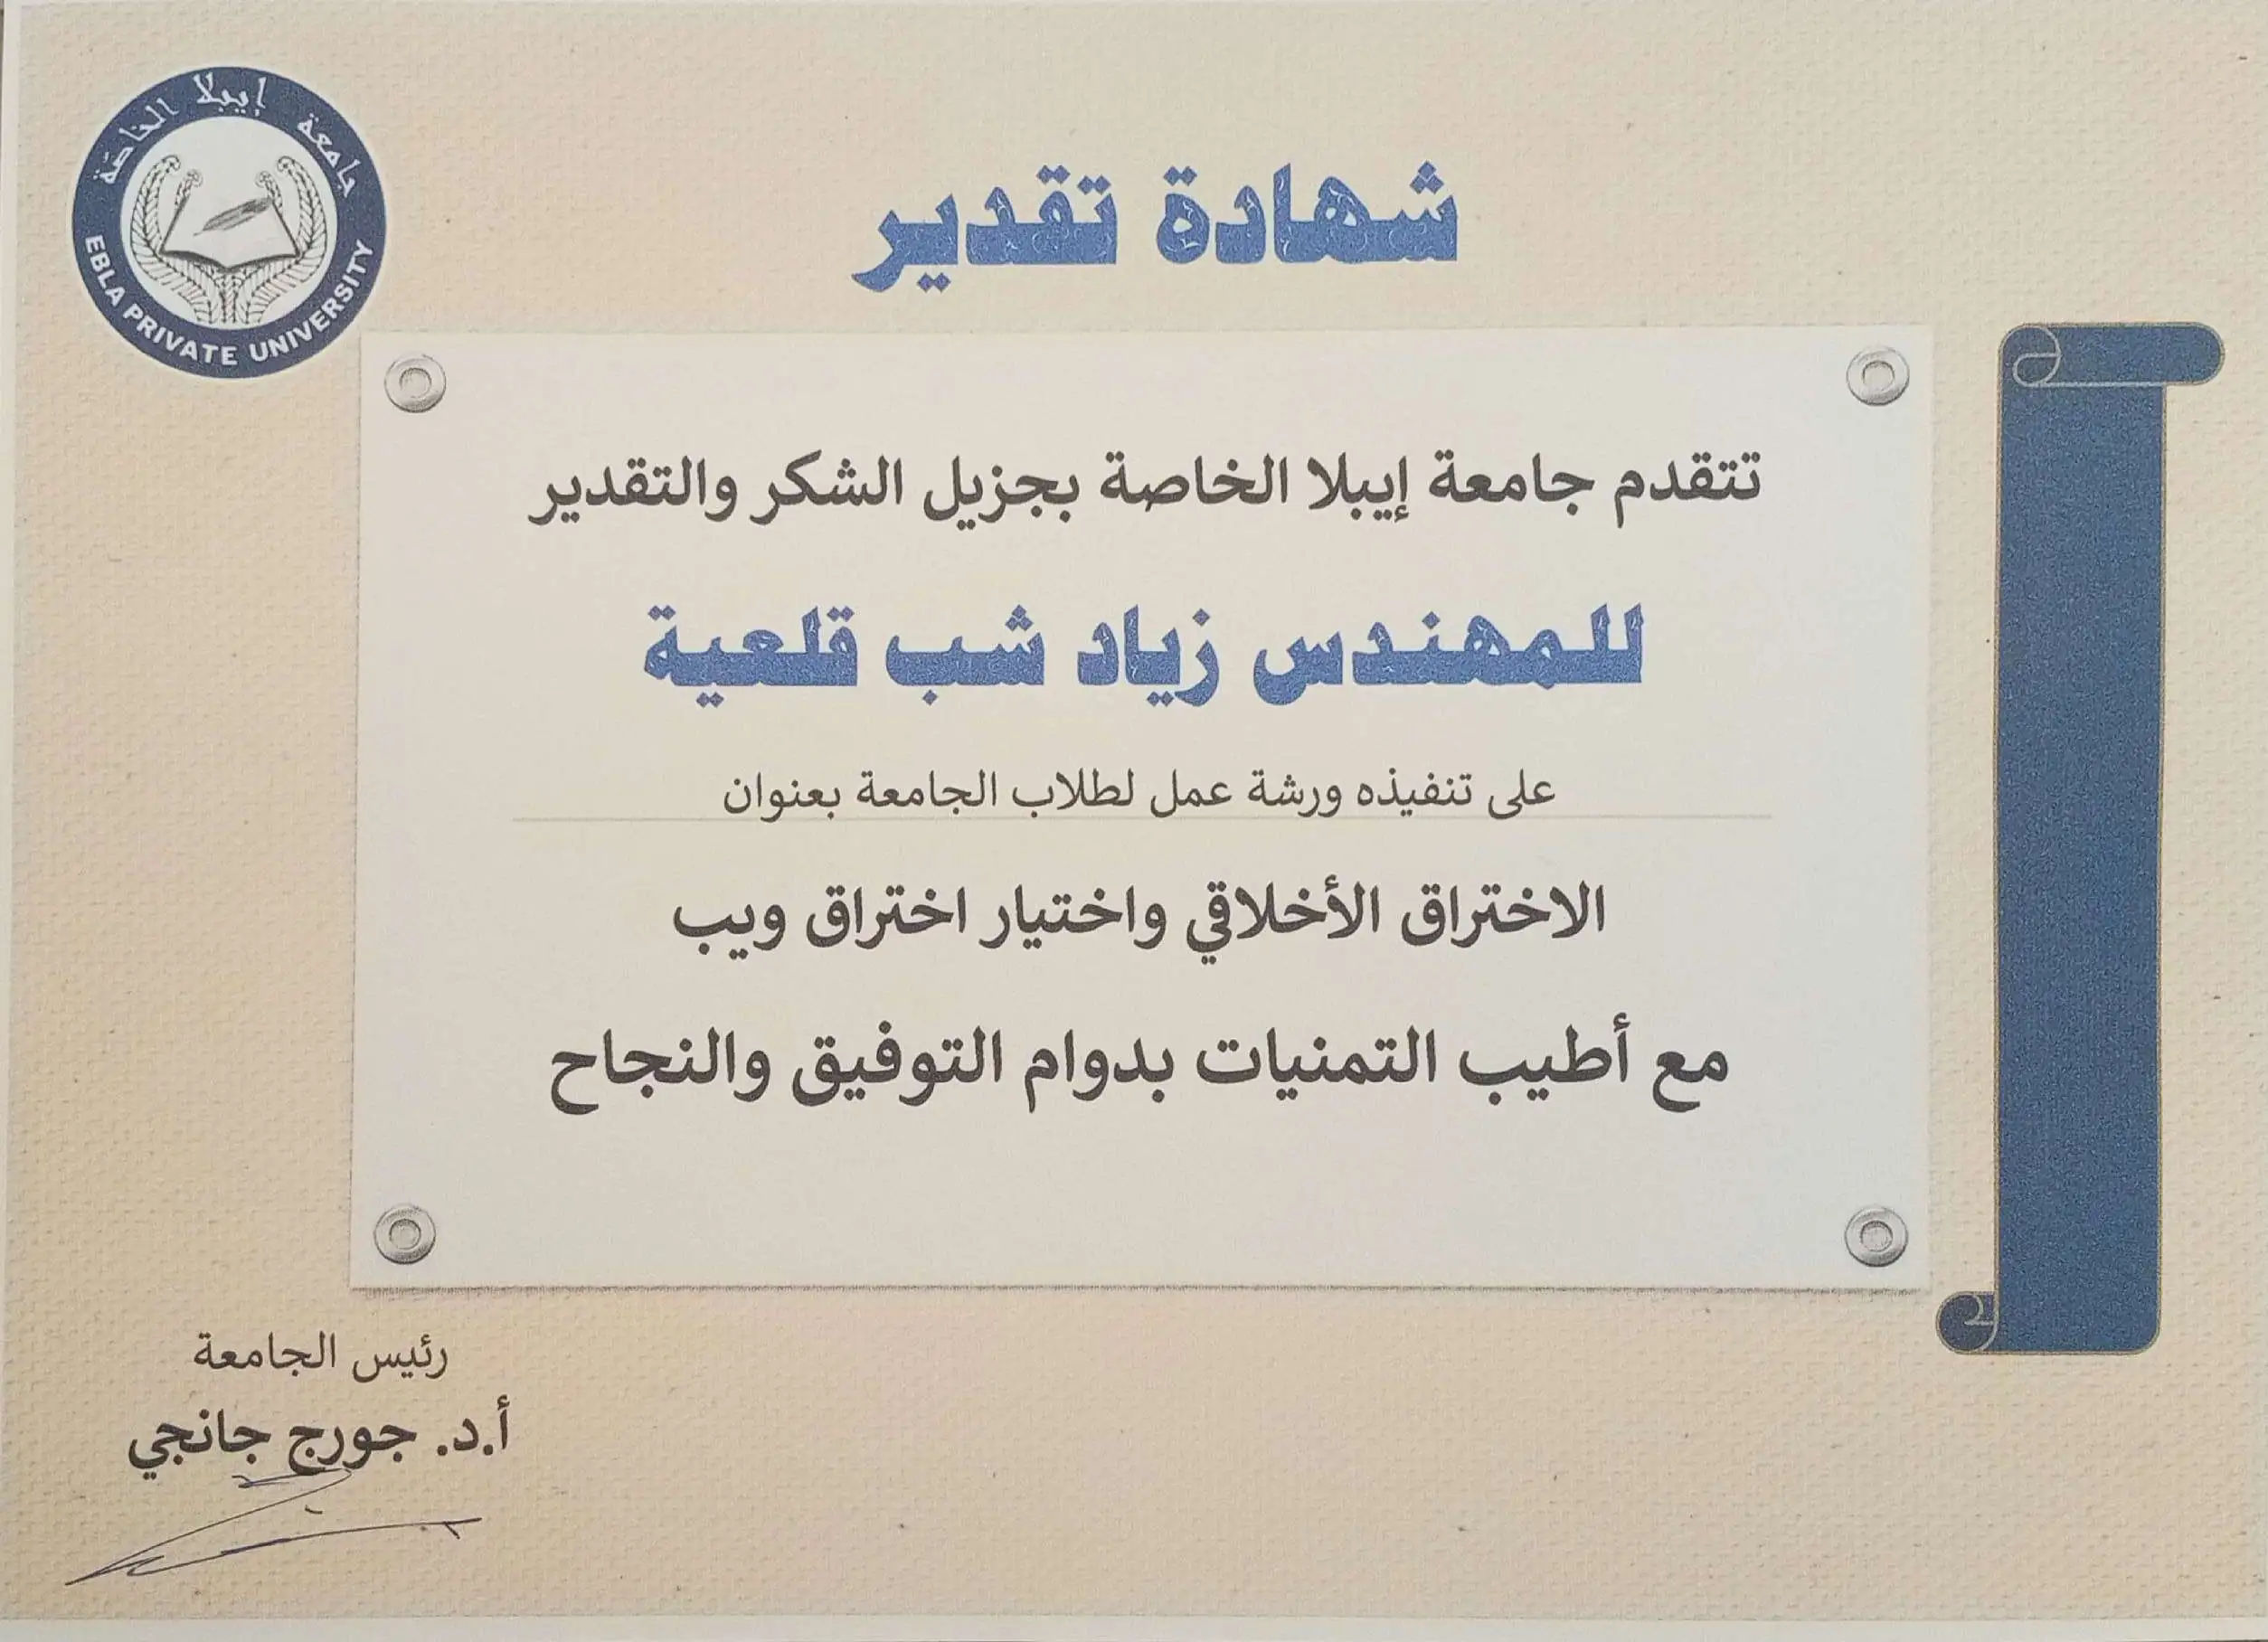 جامعة إيبلا الخاصّة
EBLA PRIVATE UNIVERSITY
شهادة تقدير
تتقدم جامعة إيبلا الخاصة بجزيل الشكر والتقدير
للمهندس زياد شب قلعية
على تنفيذه ورشة عمل لطلاب الجامعة بعنوان
الاختراق الأخلاقي واختيار اختراق ويب
مع أطيب التمنيات بدوام التوفيق والنجاح
رئيس الجامعة
أ.د. جورج جانجي